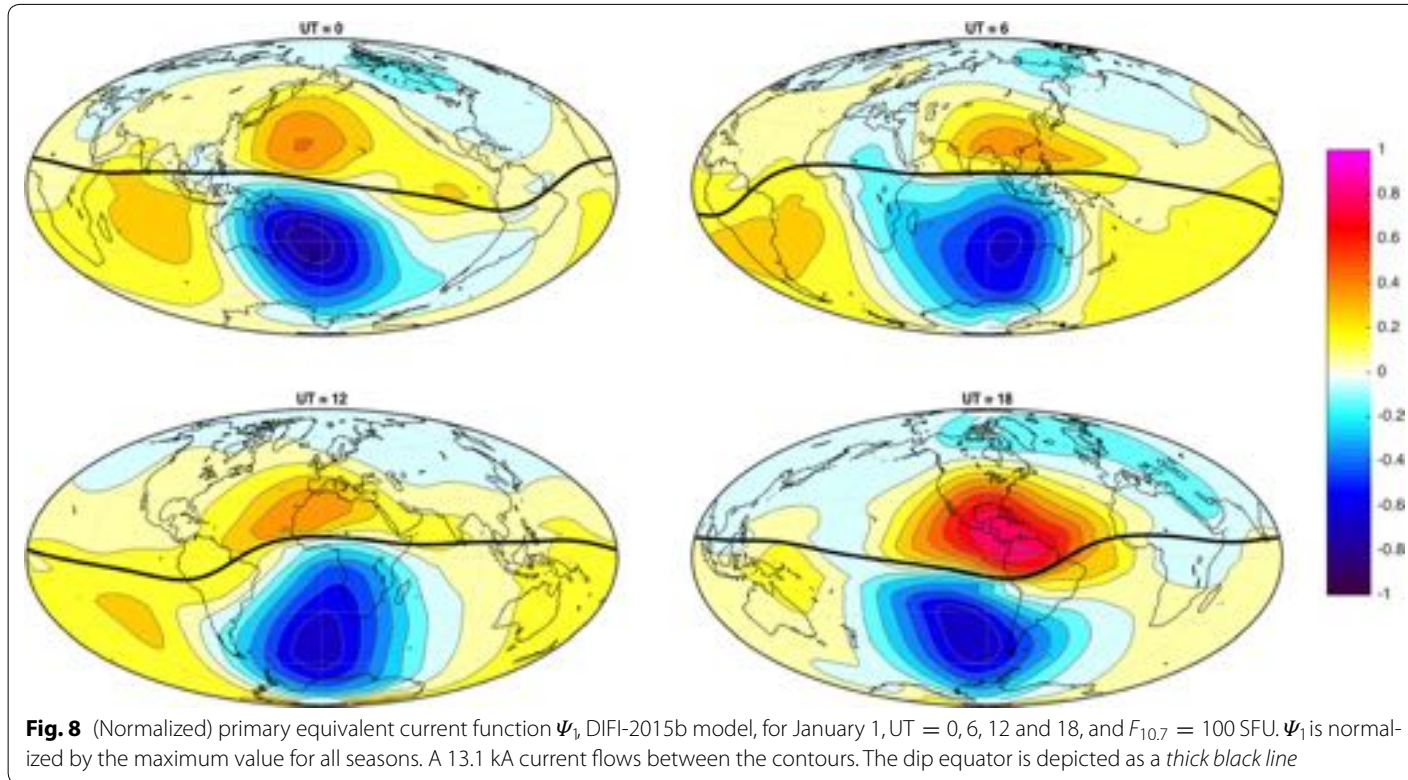 UT = 0
UT = 6
UT = 12
UT = 18
1
0.8
0.6
0.4
0.2
0
-0.2
-0.4
-0.6
-0.8
-1
Fig. 8 (Normalized) primary equivalent current function Ψ1, DIFI-2015b model, for January 1, UT = 0, 6, 12 and 18, and F10.7 = 100 SFU. Ψ1 is normal-
ized by the maximum value for all seasons. A 13.1 kA current flows between the contours. The dip equator is depicted as a thick black line